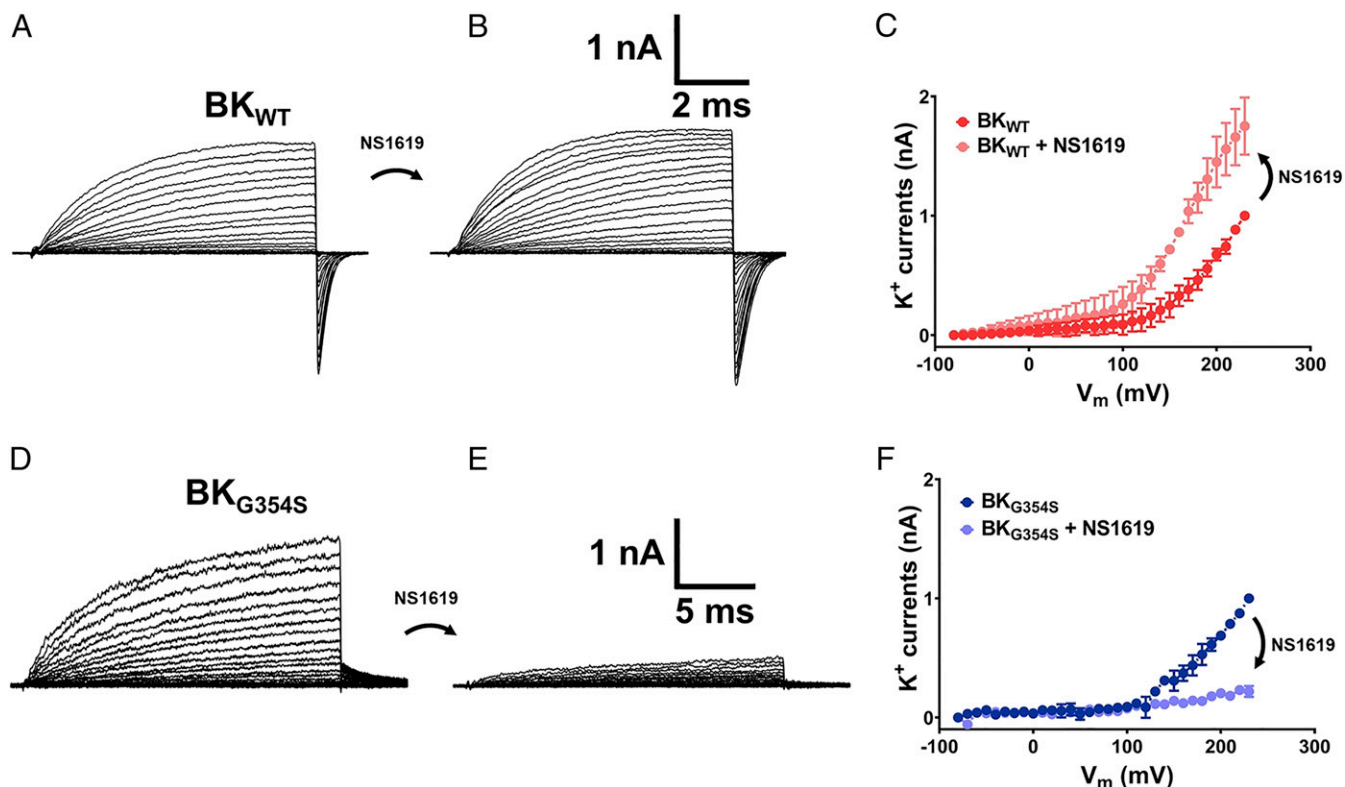 A
B
C
1 nA
2 ms
BKWT
NS1619
2
BKWT
BKWT + NS1619
NS1619
K+ currents (nA)
1
0
-100
0
100
200
300
Vm (mV)
D
E
F
BKG354S
1 nA
5 ms
NS1619
2
BKG354S
BKG354S + NS1619
NS1619
K+ currents (nA)
1
0
-100
0
100
200
300
Vm (mV)